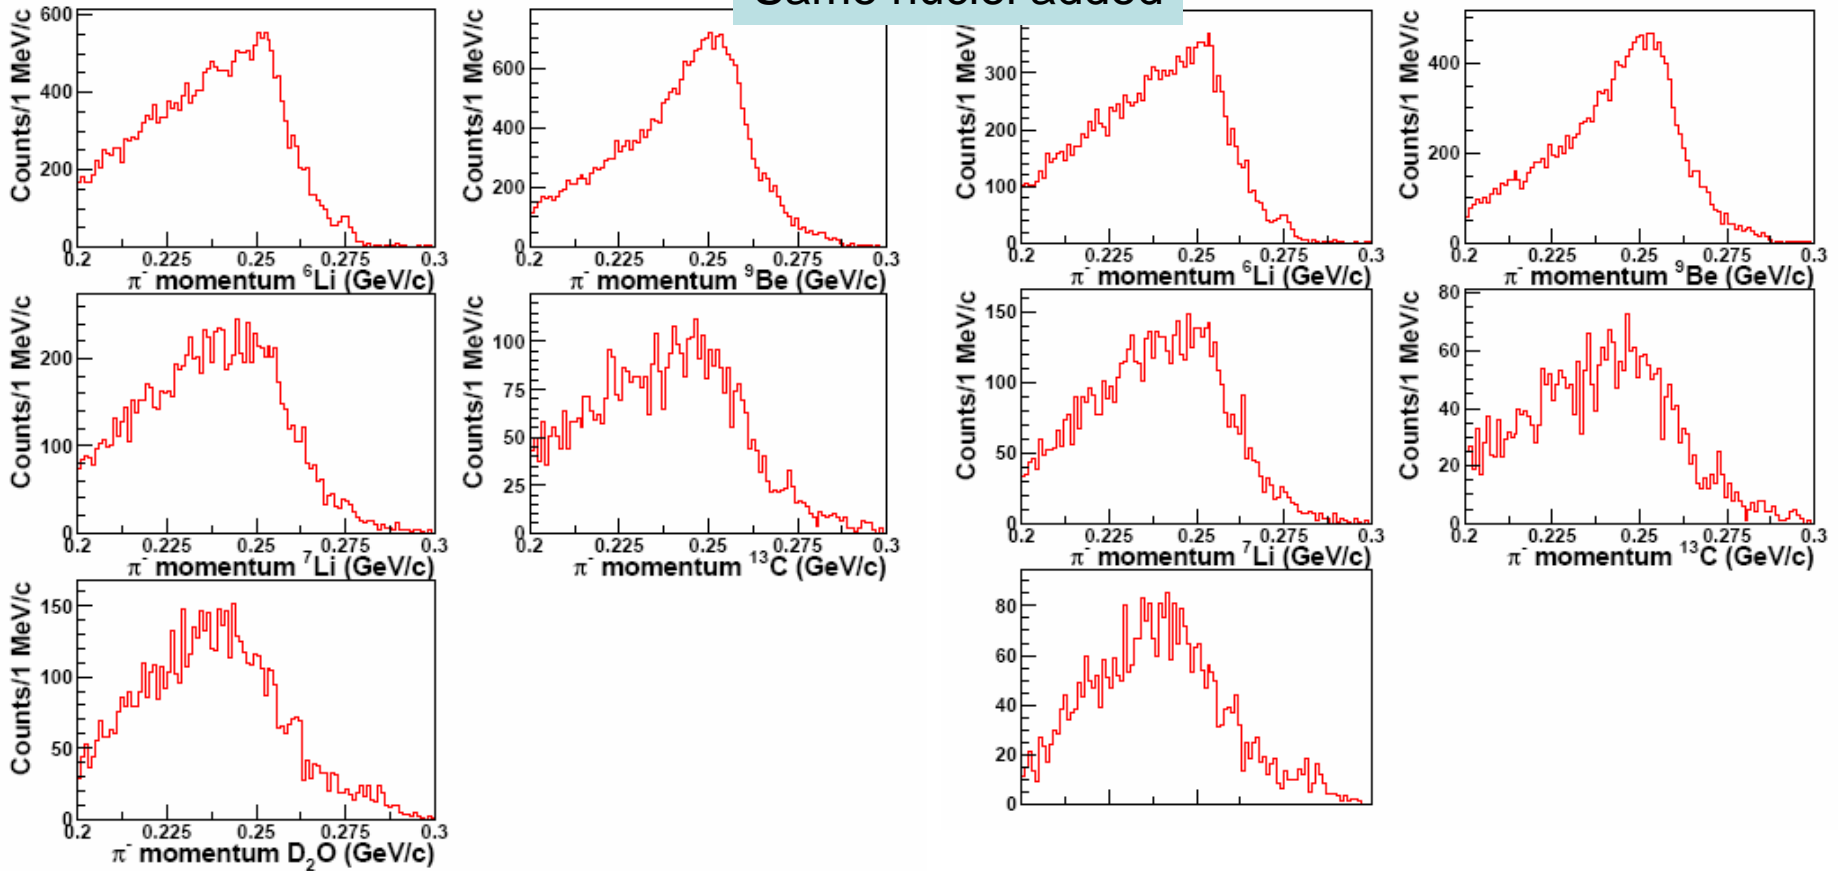 Same nuclei added
Counts/1 MeV/c
600
400
200
0
0.2 0.225 0.25 0.275 0.3
π⁻ momentum ⁶Li (GeV/c)
Counts/1 MeV/c
600
400
200
0
0.2 0.225 0.25 0.275 0.3
π⁻ momentum ⁹Be (GeV/c)
Counts/1 MeV/c
300
200
100
0
0.2 0.225 0.25 0.275 0.3
π⁻ momentum ⁶Li (GeV/c)
Counts/1 MeV/c
400
200
0
0.2 0.225 0.25 0.275 0.3
π⁻ momentum ⁹Be (GeV/c)
Counts/1 MeV/c
200
100
0
0.2 0.225 0.25 0.275 0.3
π⁻ momentum ⁷Li (GeV/c)
Counts/1 MeV/c
100
75
50
25
0
0.2 0.225 0.25 0.275 0.3
π⁻ momentum ¹³C (GeV/c)
Counts/1 MeV/c
150
100
50
0
0.2 0.225 0.25 0.275 0.3
π⁻ momentum ⁷Li (GeV/c)
Counts/1 MeV/c
80
60
40
20
0
0.2 0.225 0.25 0.275 0.3
π⁻ momentum ¹³C (GeV/c)
Counts/1 MeV/c
150
100
50
0
0.2 0.225 0.25 0.275 0.3
π⁻ momentum D₂O (GeV/c)
80
60
40
20
0